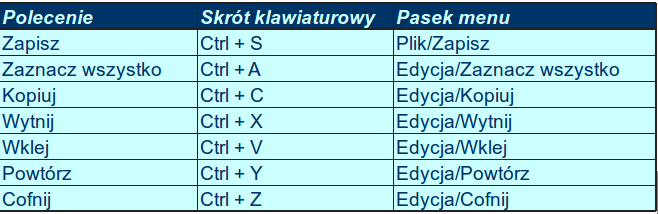 Polecenie Skrót klawiaturowy Pasek menu
Zapisz Ctrl + S Plik/Zapisz
Zaznacz wszystko Ctrl + A Edycja/Zaznacz wszystko
Kopiuj Ctrl + C Edycja/Kopiuj
Wytnij Ctrl + X Edycja/Wytnij
Wklej Ctrl + V Edycja/Wklej
Powtórz Ctrl + Y Edycja/Powtórz
Cofnij Ctrl + Z Edycja/Cofnij